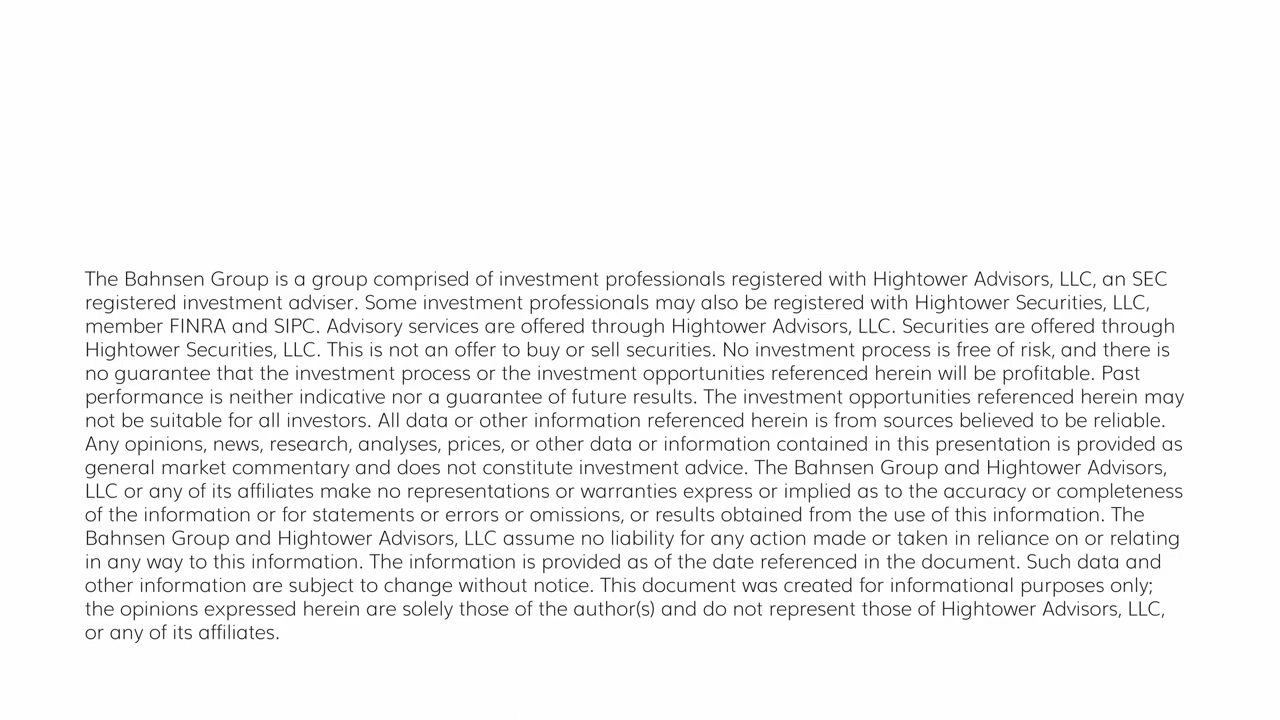 The Bahnsen Group is a group comprised of investment professionals registered with Hightower Advisors, LLC, an SEC
registered investment adviser. Some investment professionals may also be registered with Hightower Securities, LLC,
member FINRA and SIPC. Advisory services are offered through Hightower Advisors, LLC. Securities are offered through
Hightower Securities, LLC. This is not an offer to buy or sell securities. No investment process is free of risk, and there is
no guarantee that the investment process or the investment opportunities referenced herein will be profitable. Past
performance is neither indicative nor a guarantee of future results. The investment opportunities referenced herein may
not be suitable for all investors. All data or other information referenced herein is from sources believed to be reliable.
Any opinions, news, research, analyses, prices, or other data or information contained in this presentation is provided as
general market commentary and does not constitute investment advice. The Bahnsen Group and Hightower Advisors,
LLC or any of its affiliates make no representations or warranties express or implied as to the accuracy or completeness
of the information or for statements or errors or omissions, or results obtained from the use of this information. The
Bahnsen Group and Hightower Advisors, LLC assume no liability for any action made or taken in reliance on or relating
in any way to this information. The information is provided as of the date referenced in the document. Such data and
other information are subject to change without notice. This document was created for informational purposes only;
the opinions expressed herein are solely those of the author(s) and do not represent those of Hightower Advisors, LLC,
or any of its affiliates.